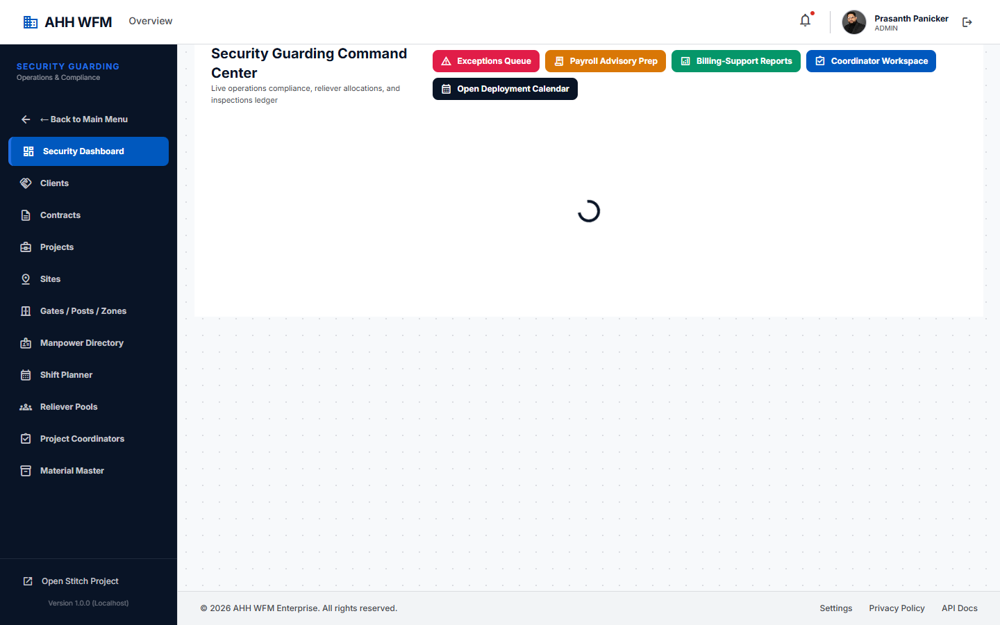 AHH WFM
Overview
Prasanth Panicker
ADMIN
SECURITY GUARDING
Operations & Compliance
← Back to Main Menu
Security Dashboard
Clients
Contracts
Projects
Sites
Gates / Posts / Zones
Manpower Directory
Shift Planner
Reliever Pools
Project Coordinators
Material Master
Open Stitch Project
Version 1.0.0 (Localhost)
Security Guarding Command
Center
Live operations compliance, reliever allocations, and
inspections ledger
Exceptions Queue
Payroll Advisory Prep
Billing-Support Reports
Coordinator Workspace
Open Deployment Calendar
© 2026 AHH WFM Enterprise. All rights reserved.
Settings
Privacy Policy
API Docs